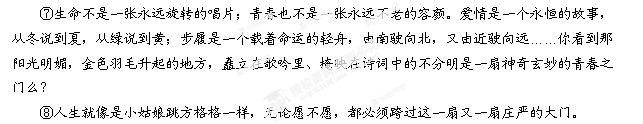 ⑦生命不是一张永远旋转的唱片；青春也不是一张永远不老的容颜。爱情是一个永恒的故事，
从冬说到夏，从绿说到黄；步履是一个载着命运的轻舟，由南驶向北，又由近驶向远……你看到那
阳光明媚，金色羽毛升起的地方，矗立在歌吟里、掩映在诗词中的不分明是一扇神奇玄妙的青春之
门么？
⑧人生就像是小姑娘跳方格格一样，无论愿不愿，都必须跨过这一扇又一扇庄严的大门。